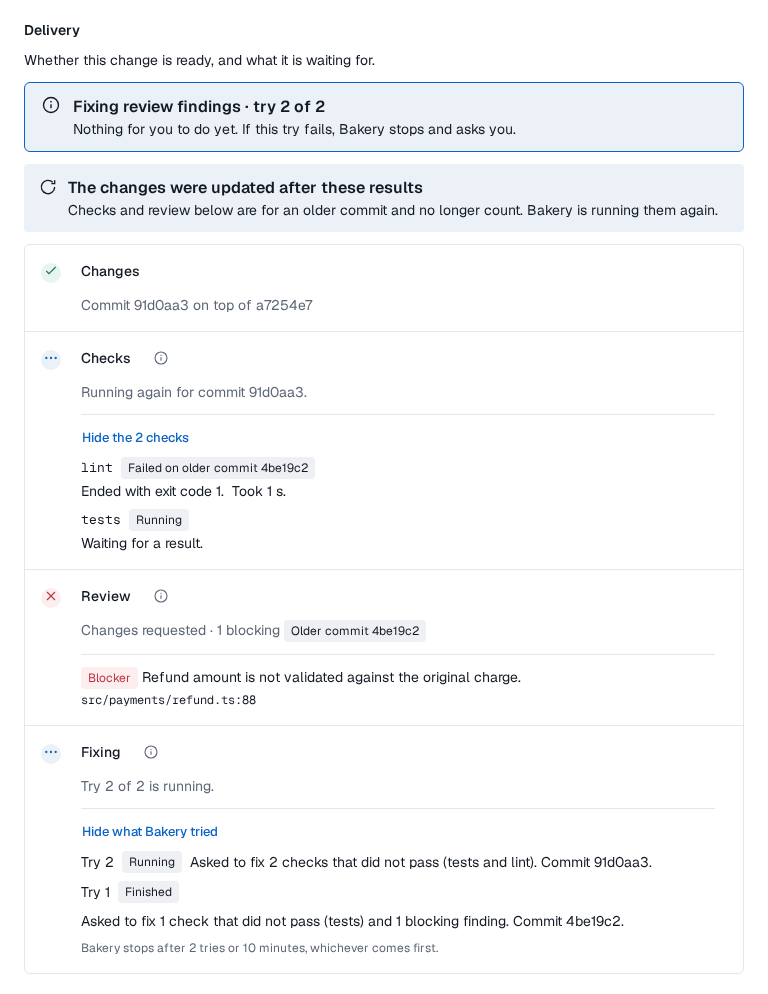 Delivery
Whether this change is ready, and what it is waiting for.
Fixing review findings · try 2 of 2
Nothing for you to do yet. If this try fails, Bakery stops and asks you.
The changes were updated after these results
Checks and review below are for an older commit and no longer count. Bakery is running them again.
Changes
Commit 91d0aa3 on top of a7254e7
Checks
Running again for commit 91d0aa3.
Hide the 2 checks
lint Failed on older commit 4be19c2
Ended with exit code 1. Took 1 s.
tests Running
Waiting for a result.
Review
Changes requested · 1 blocking Older commit 4be19c2
Blocker Refund amount is not validated against the original charge.
src/payments/refund.ts:88
Fixing
Try 2 of 2 is running.
Hide what Bakery tried
Try 2 Running Asked to fix 2 checks that did not pass (tests and lint). Commit 91d0aa3.
Try 1 Finished
Asked to fix 1 check that did not pass (tests) and 1 blocking finding. Commit 4be19c2.
Bakery stops after 2 tries or 10 minutes, whichever comes first.